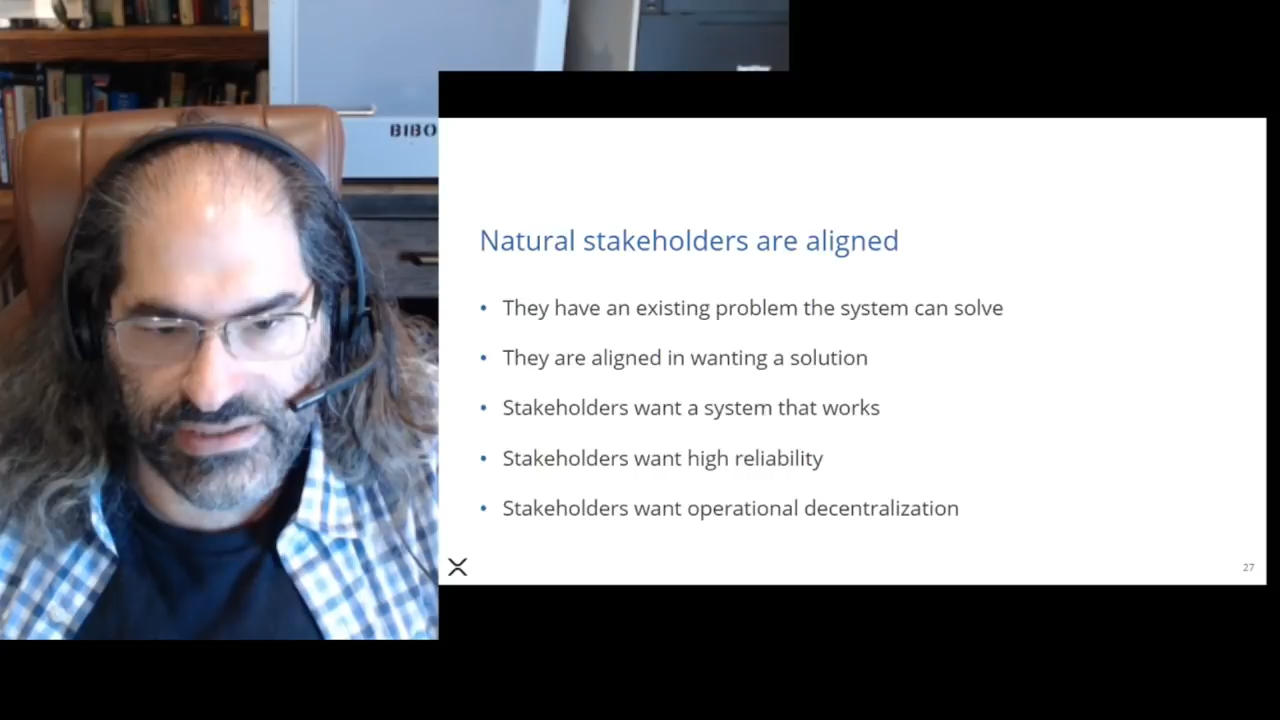 BIBO
Natural stakeholders are aligned
• They have an existing problem the system can solve
• They are aligned in wanting a solution
• Stakeholders want a system that works
• Stakeholders want high reliability
• Stakeholders want operational decentralization
27